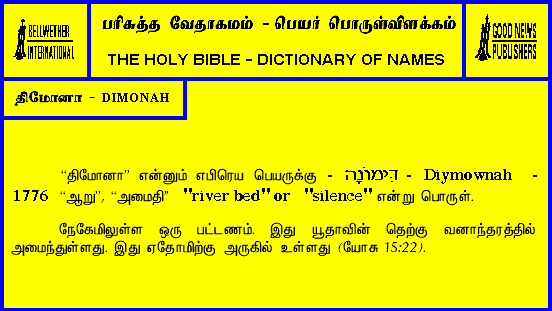 BELLWETHER
INTERNATIONAL
பரிசுத்த வேதாகமம் - பெயர் பொருள்விளக்கம்
THE HOLY BIBLE - DICTIONARY OF NAMES
GOOD NEWS
PUBLISHERS
திமோனா - DIMONAH
“திமோனா” என்னும் எபிரெய பெயருக்கு - דִּימוֹנָה - Diymownah -
1776 “ஆறு”, “அமைதி” "river bed" or "silence" என்று பொருள்.
நேகேமிலுள்ள ஒரு பட்டணம். இது யூதாவின் தெற்கு வனாந்தரத்தில்
அமைந்துள்ளது. இது ஏதோமிற்கு அருகில் உள்ளது (யோசு 15:22).